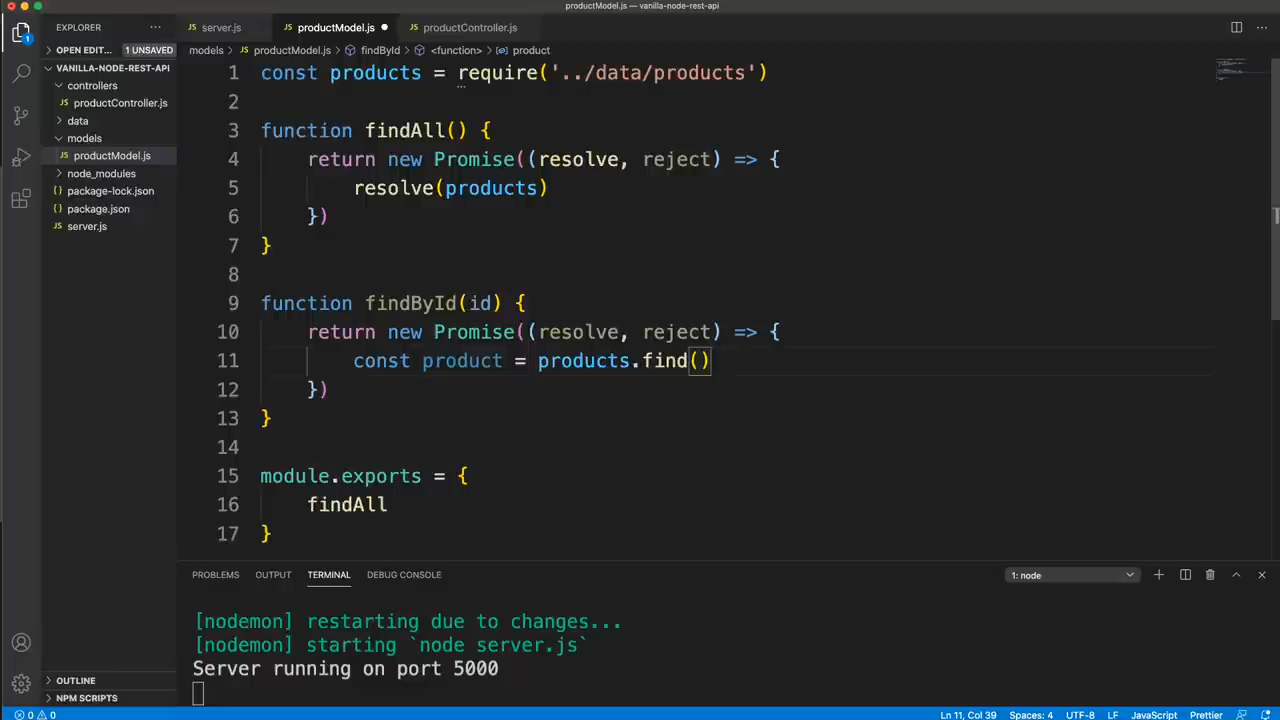 productModel.js — vanilla-node-rest-api
EXPLORER
OPEN EDIT... 1 UNSAVED
VANILLA-NODE-REST-API
controllers
JS productController.js
data
models
JS productModel.js
node_modules
package-lock.json
package.json
JS server.js
OUTLINE
NPM SCRIPTS
JS server.js JS productModel.js JS productController.js
models > JS productModel.js > findById > <function> > product
1 const products = require('../data/products')
2
3 function findAll() {
4 return new Promise((resolve, reject) => {
5 resolve(products)
6 })
7 }
8
9 function findById(id) {
10 return new Promise((resolve, reject) => {
11 const product = products.find()
12 })
13 }
14
15 module.exports = {
16 findAll
17 }
PROBLEMS OUTPUT TERMINAL DEBUG CONSOLE 1: node
[nodemon] restarting due to changes...
[nodemon] starting `node server.js`
Server running on port 5000
0 0 Ln 11, Col 39 Spaces: 4 UTF-8 LF JavaScript Prettier